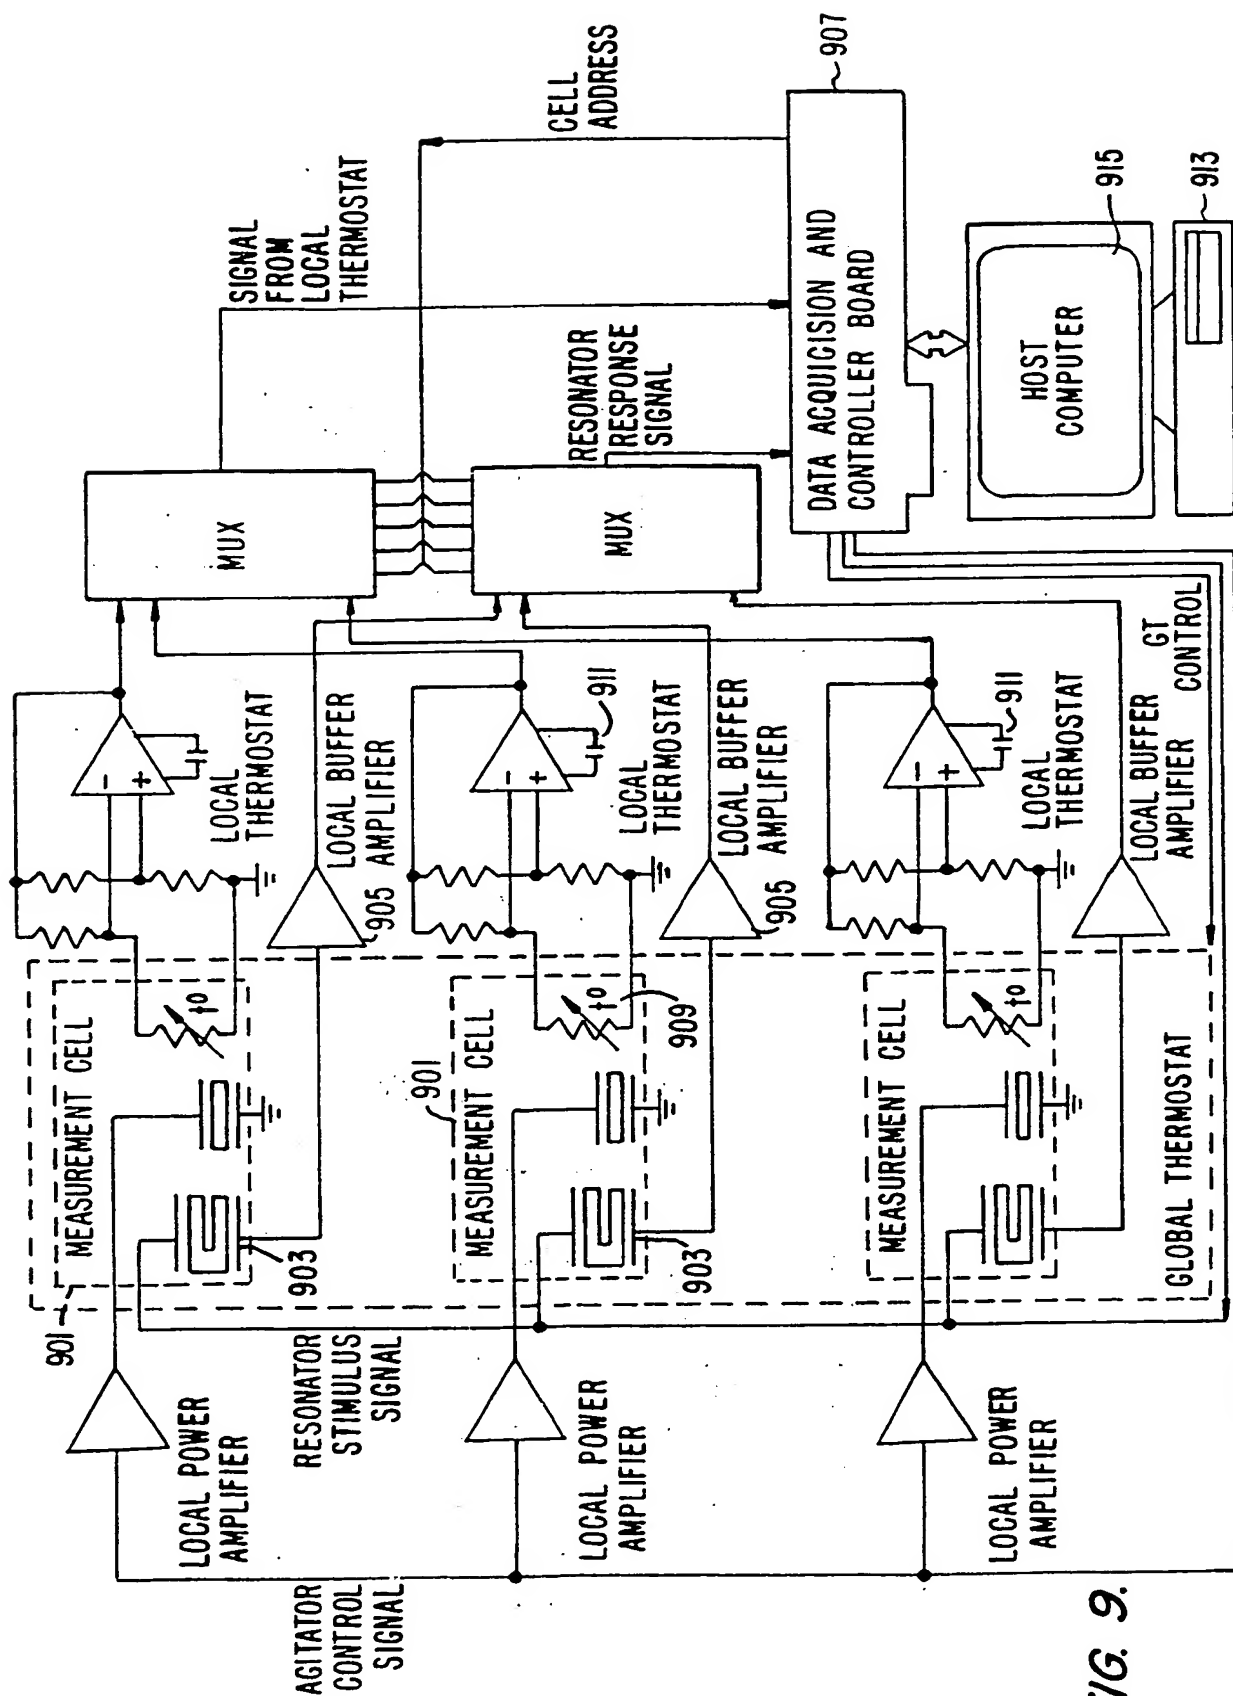 AGITATOR
CONTROL
SIGNAL
LOCAL POWER
AMPLIFIER
LOCAL POWER
AMPLIFIER
LOCAL POWER
AMPLIFIER
RESONATOR
STIMULUS
SIGNAL
901
MEASUREMENT CELL
903
t°
901
MEASUREMENT CELL
903
t°
909
MEASUREMENT CELL
t°
GLOBAL THERMOSTAT
-
+
LOCAL
THERMOSTAT
905
LOCAL BUFFER
AMPLIFIER
-
+
911
LOCAL
THERMOSTAT
905
LOCAL BUFFER
AMPLIFIER
-
+
911
LOCAL
THERMOSTAT
LOCAL BUFFER
AMPLIFIER
GT
CONTROL
MUX
MUX
SIGNAL
FROM
LOCAL
THERMOSTAT
RESONATOR
RESPONSE
SIGNAL
CELL
ADDRESS
907
DATA ACQUICISION AND
CONTROLLER BOARD
HOST
COMPUTER
915
913
FIG. 9.